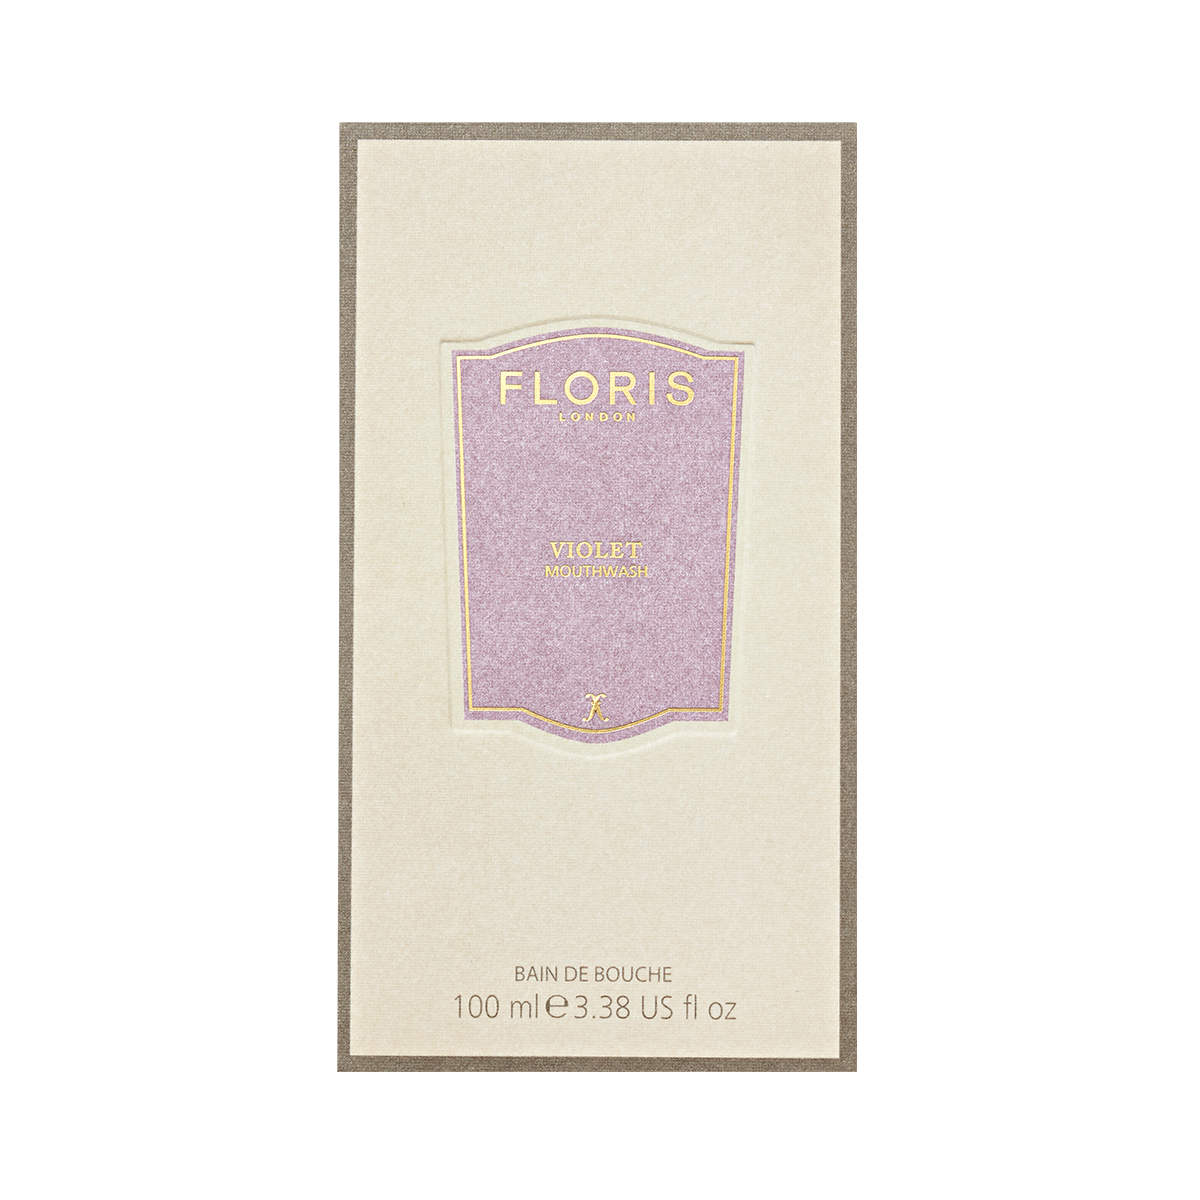 FLORIS
LONDON
VIOLET
MOUTHWASH
BAIN DE BOUCHE
100 ml ℮ 3.38 US fl oz